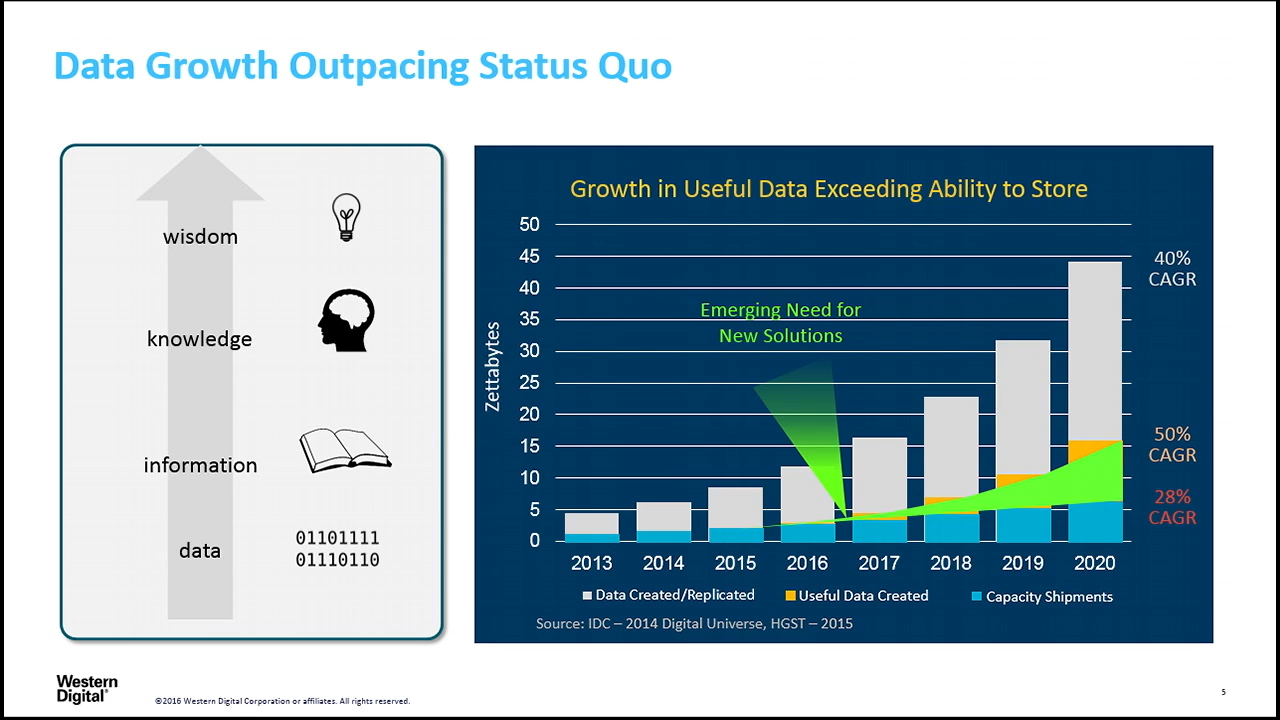 Data Growth Outpacing Status Quo
wisdom
knowledge
information
data
01101111
01110110
Growth in Useful Data Exceeding Ability to Store
Zettabytes
50
45
40
35
30
25
20
15
10
5
0
Emerging Need for
New Solutions
40%
CAGR
50%
CAGR
28%
CAGR
2013 2014 2015 2016 2017 2018 2019 2020
Data Created/Replicated Useful Data Created Capacity Shipments
Source: IDC – 2014 Digital Universe, HGST – 2015
Western
Digital®
©2016 Western Digital Corporation or affiliates. All rights reserved.
5